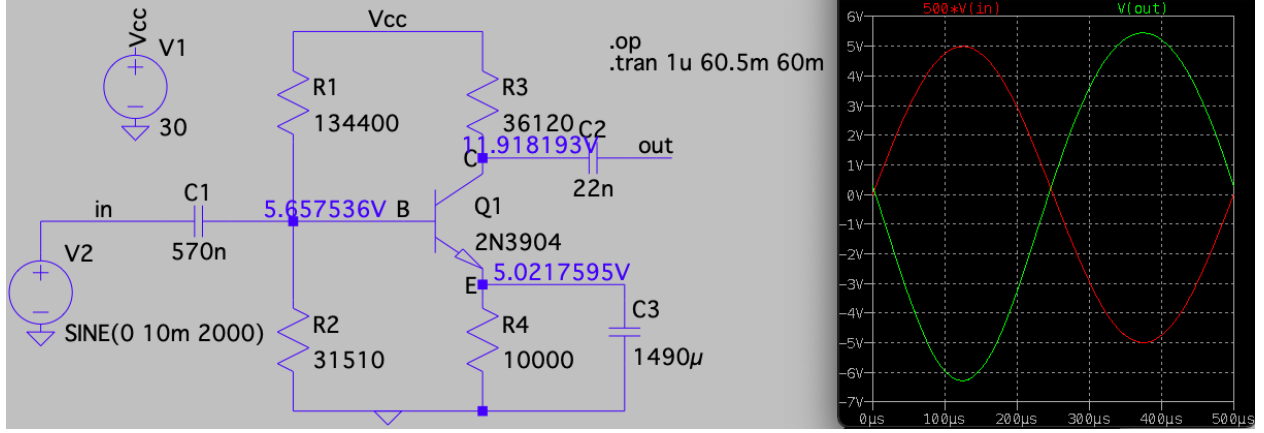 Vcc
V1
30
Vcc
R1
134400
R3
36120
.op
.tran 1u 60.5m 60m
C2
11.918193V
C
out
22n
in
C1
570n
5.657536V
B
Q1
2N3904
V2
SINE(0 10m 2000)
5.0217595V
E
R2
31510
R4
10000
C3
1490µ
500*V(in)
V(out)
6V
5V
4V
3V
2V
1V
0V
-1V
-2V
-3V
-4V
-5V
-6V
-7V
0µs
100µs
200µs
300µs
400µs
500µs